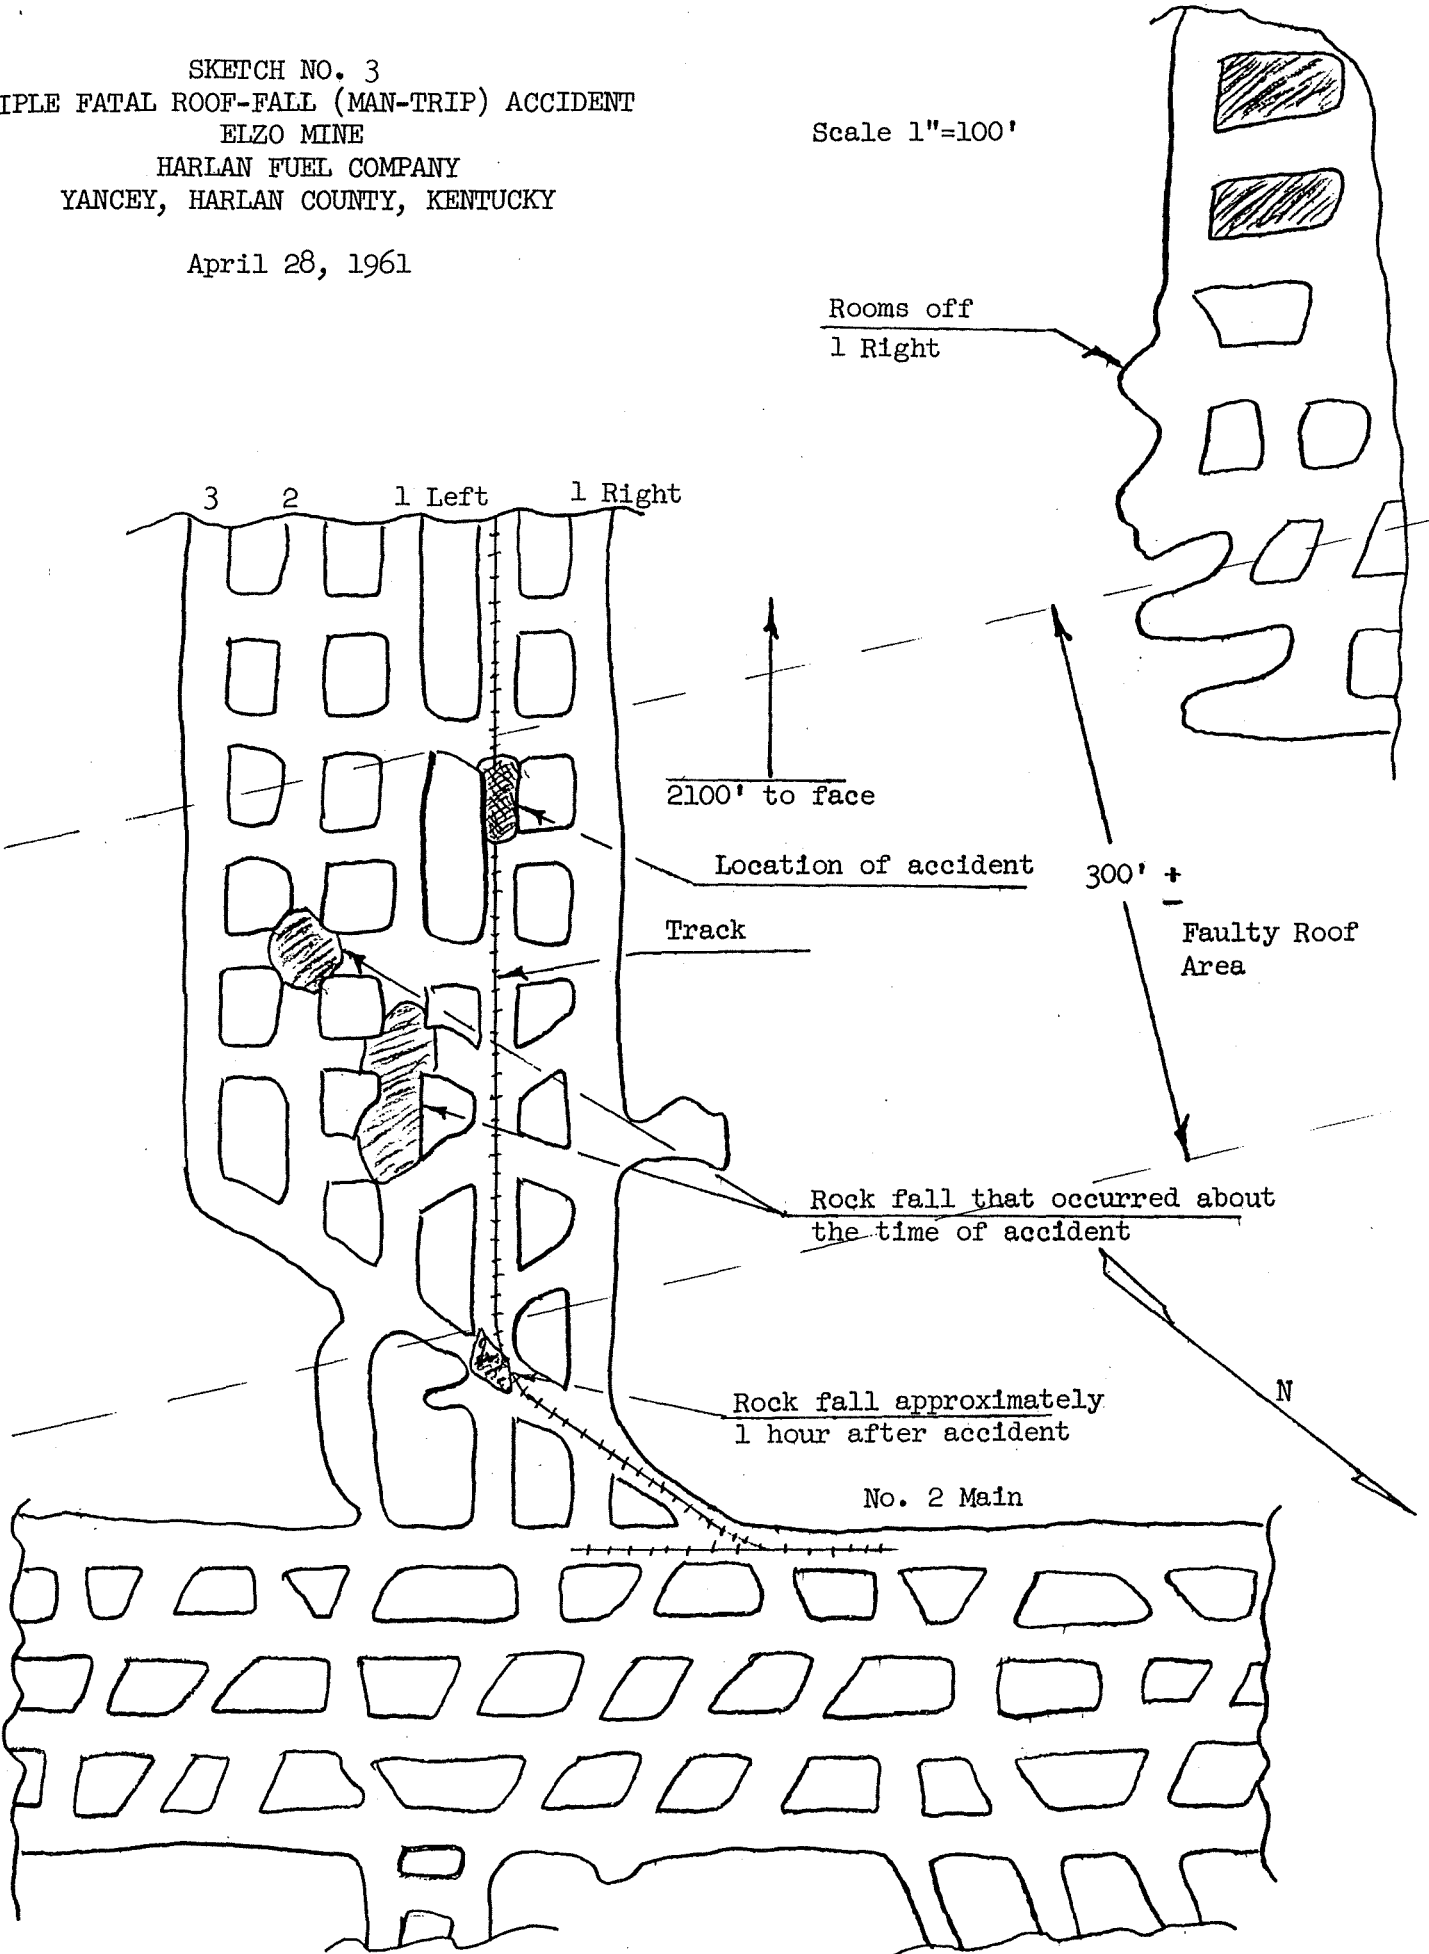 SKETCH NO. 3
IPLE FATAL ROOF-FALL (MAN-TRIP) ACCIDENT
ELZO MINE
HARLAN FUEL COMPANY
YANCEY, HARLAN COUNTY, KENTUCKY
April 28, 1961
Scale 1"=100'
Rooms off
1 Right
3 2 1 Left 1 Right
2100' to face
Location of accident
300' ±
Track
Faulty Roof
Area
Rock fall that occurred about
the time of accident
N
Rock fall approximately
1 hour after accident
No. 2 Main